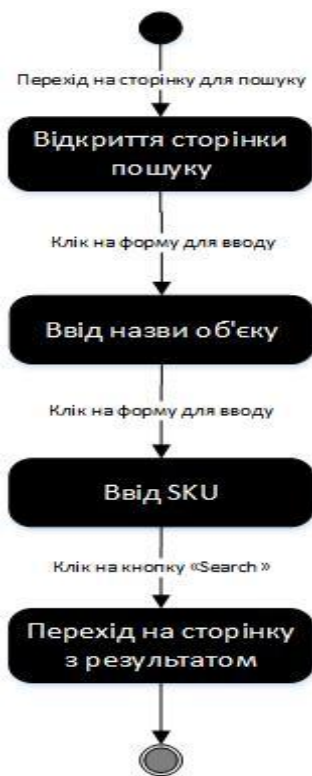 Перехід на сторінку для пошуку
Відкриття сторінки
пошуку
Клік на форму для вводу
Ввід назви об'єку
Клік на форму для вводу
Ввід SKU
Клік на кнопку «Search »
Перехід на сторінку
з результатом